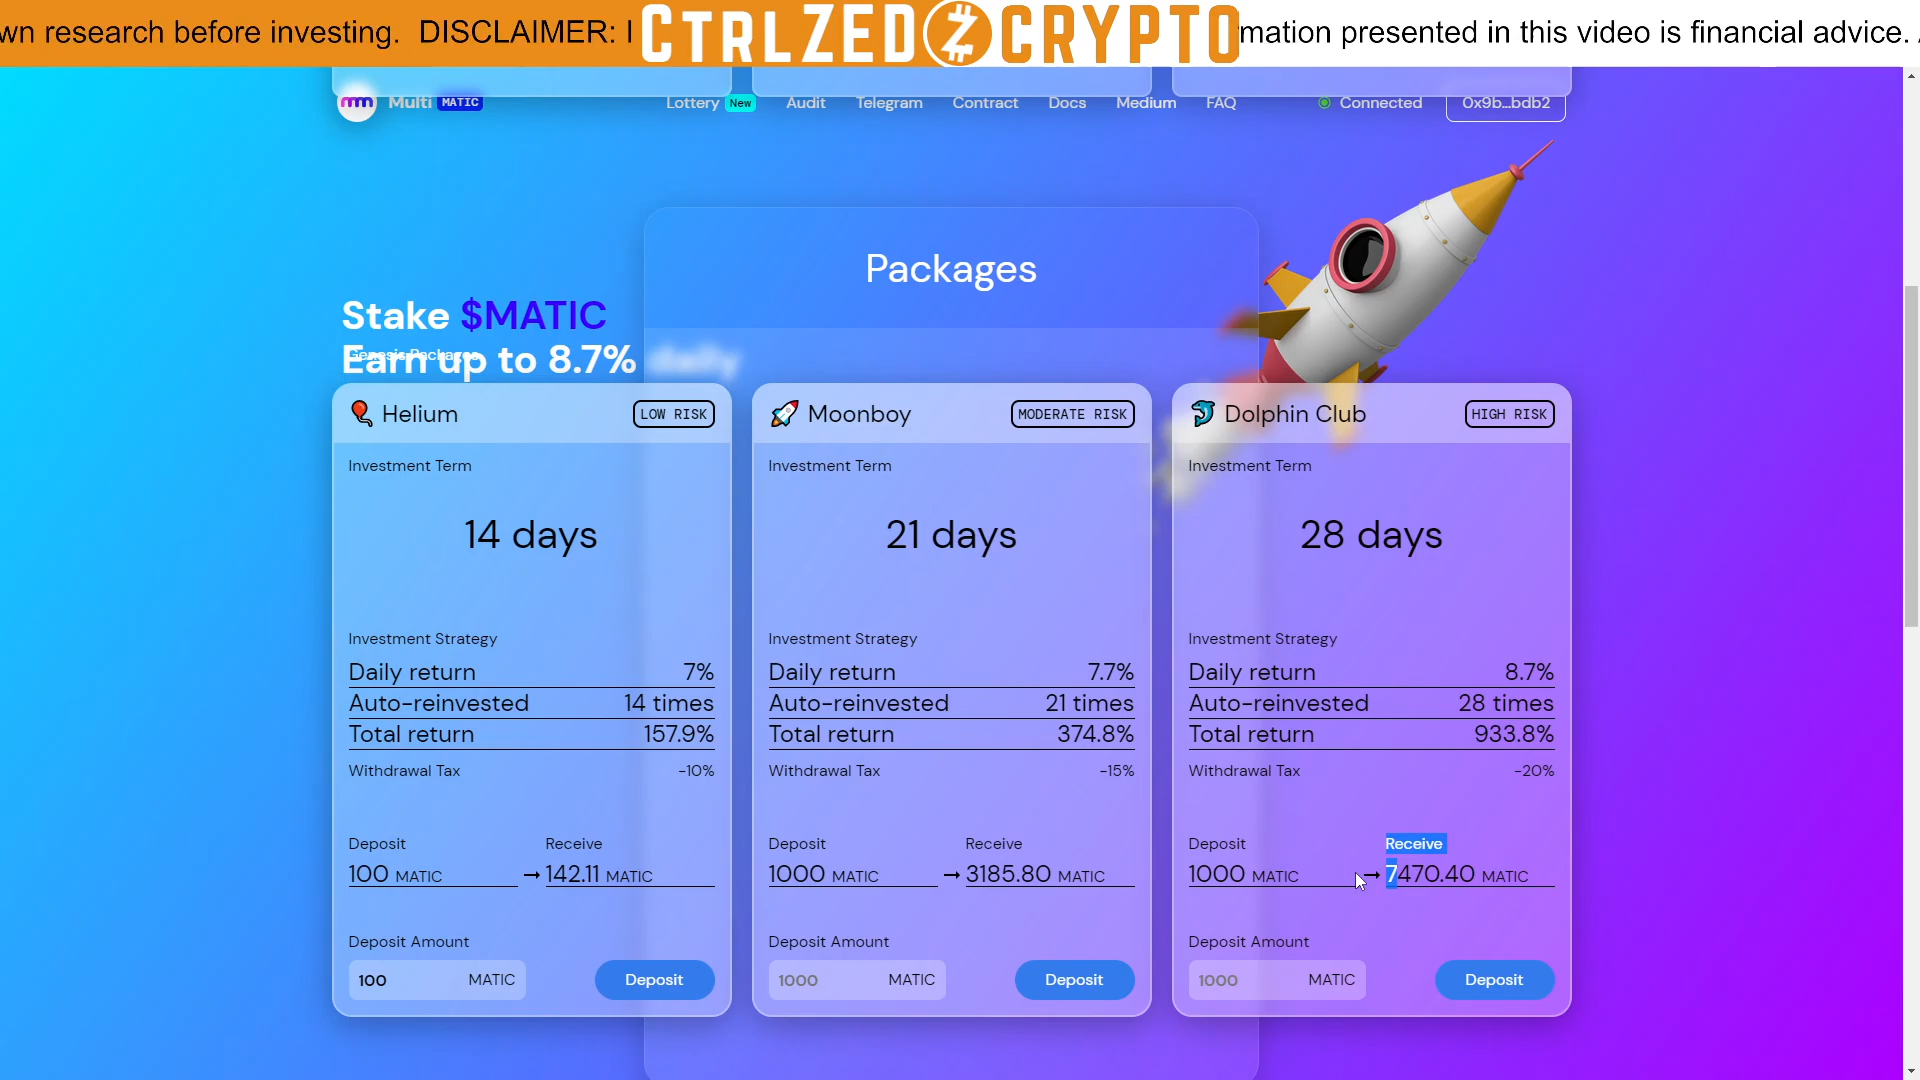 wn research before investing. DISCLAIMER: I
CTRLZED CRYPTO
mation presented in this video is financial advice.
Multi MATIC
Lottery New
Audit
Telegram
Contract
Docs
Medium
FAQ
Connected
0x9b...bdb2
Packages
Stake $MATIC
Genesis Packages
Earn up to 8.7% daily
Helium
LOW RISK
Investment Term
14 days
Investment Strategy
Daily return 7%
Auto-reinvested 14 times
Total return 157.9%
Withdrawal Tax -10%
Deposit Receive
100 MATIC → 142.11 MATIC
Deposit Amount
100 MATIC Deposit
Moonboy
MODERATE RISK
Investment Term
21 days
Investment Strategy
Daily return 7.7%
Auto-reinvested 21 times
Total return 374.8%
Withdrawal Tax -15%
Deposit Receive
1000 MATIC → 3185.80 MATIC
Deposit Amount
1000 MATIC Deposit
Dolphin Club
HIGH RISK
Investment Term
28 days
Investment Strategy
Daily return 8.7%
Auto-reinvested 28 times
Total return 933.8%
Withdrawal Tax -20%
Deposit Receive
1000 MATIC → 7470.40 MATIC
Deposit Amount
1000 MATIC Deposit